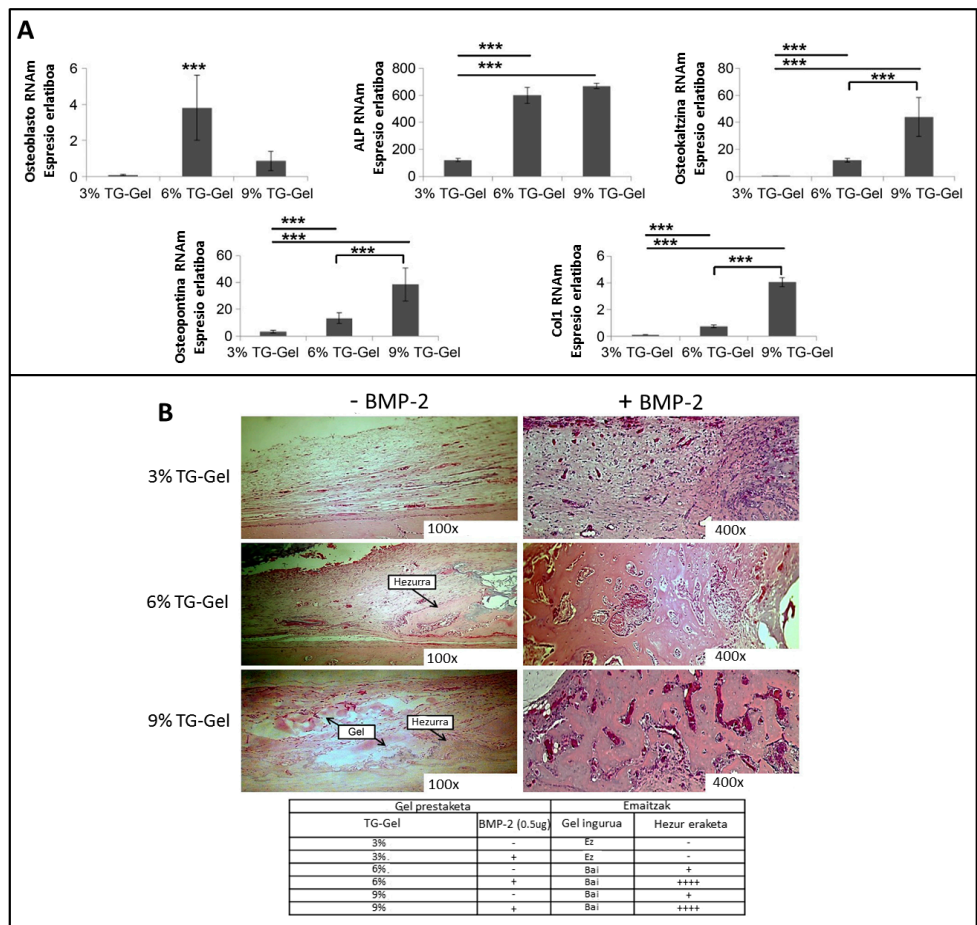 A
Osteoblasto RNAm
Espresio erlatiboa
6
4
2
0
***
3% TG-Gel 6% TG-Gel 9% TG-Gel
ALP RNAm
Espresio erlatiboa
800
600
400
200
0
***
***
3% TG-Gel 6% TG-Gel 9% TG-Gel
Osteokaltzina RNAm
Espresio erlatiboa
80
60
40
20
0
***
***
***
3% TG-Gel 6% TG-Gel 9% TG-Gel
Osteopontina RNAm
Espresio erlatiboa
60
40
20
0
***
***
***
3% TG-Gel 6% TG-Gel 9% TG-Gel
Col1 RNAm
Espresio erlatiboa
6
4
2
0
***
***
***
3% TG-Gel 6% TG-Gel 9% TG-Gel
B
- BMP-2 + BMP-2
3% TG-Gel
100x
400x
6% TG-Gel
Hezurra
100x
400x
9% TG-Gel
Gel
Hezurra
100x
400x
Gel prestaketa Emaitzak
TG-Gel BMP-2 (0.5ug) Gel ingurua Hezur eraketa
3% - Ez -
3%. + Ez -
6%. - Bai +
6% + Bai ++++
9% - Bai +
9% + Bai ++++